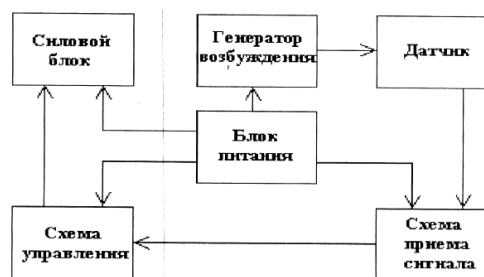 Силовой
блок
Генератор
возбуждения
Датчик
Блок
питания
Схема
управления
Схема
приема
сигнала